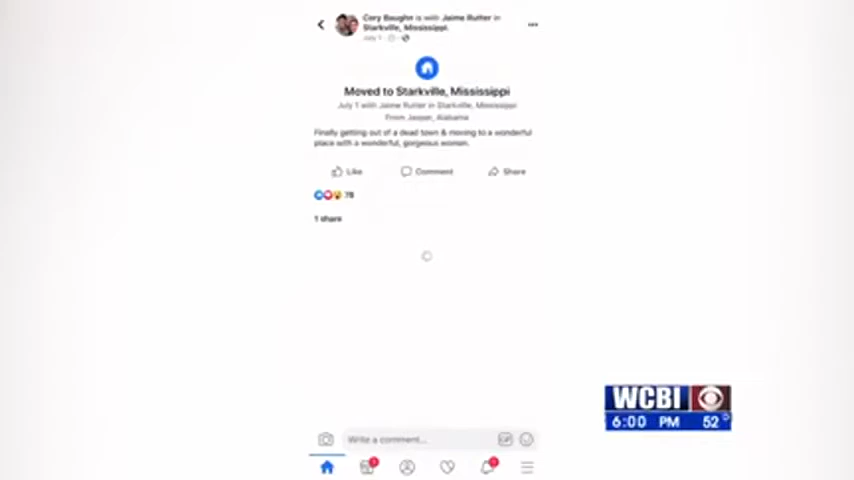 Cory Baughn is with Jaime Rutter in
Starkville, Mississippi.
July 1
Moved to Starkville, Mississippi
July 1 with Jaime Rutter in Starkville, Mississippi
From Jasper, Alabama
Finally getting out of a dead town & moving to a wonderful
place with a wonderful, gorgeous woman.
Like Comment Share
78
1 share
Write a comment... GIF
WCBI
6:00 PM 52°